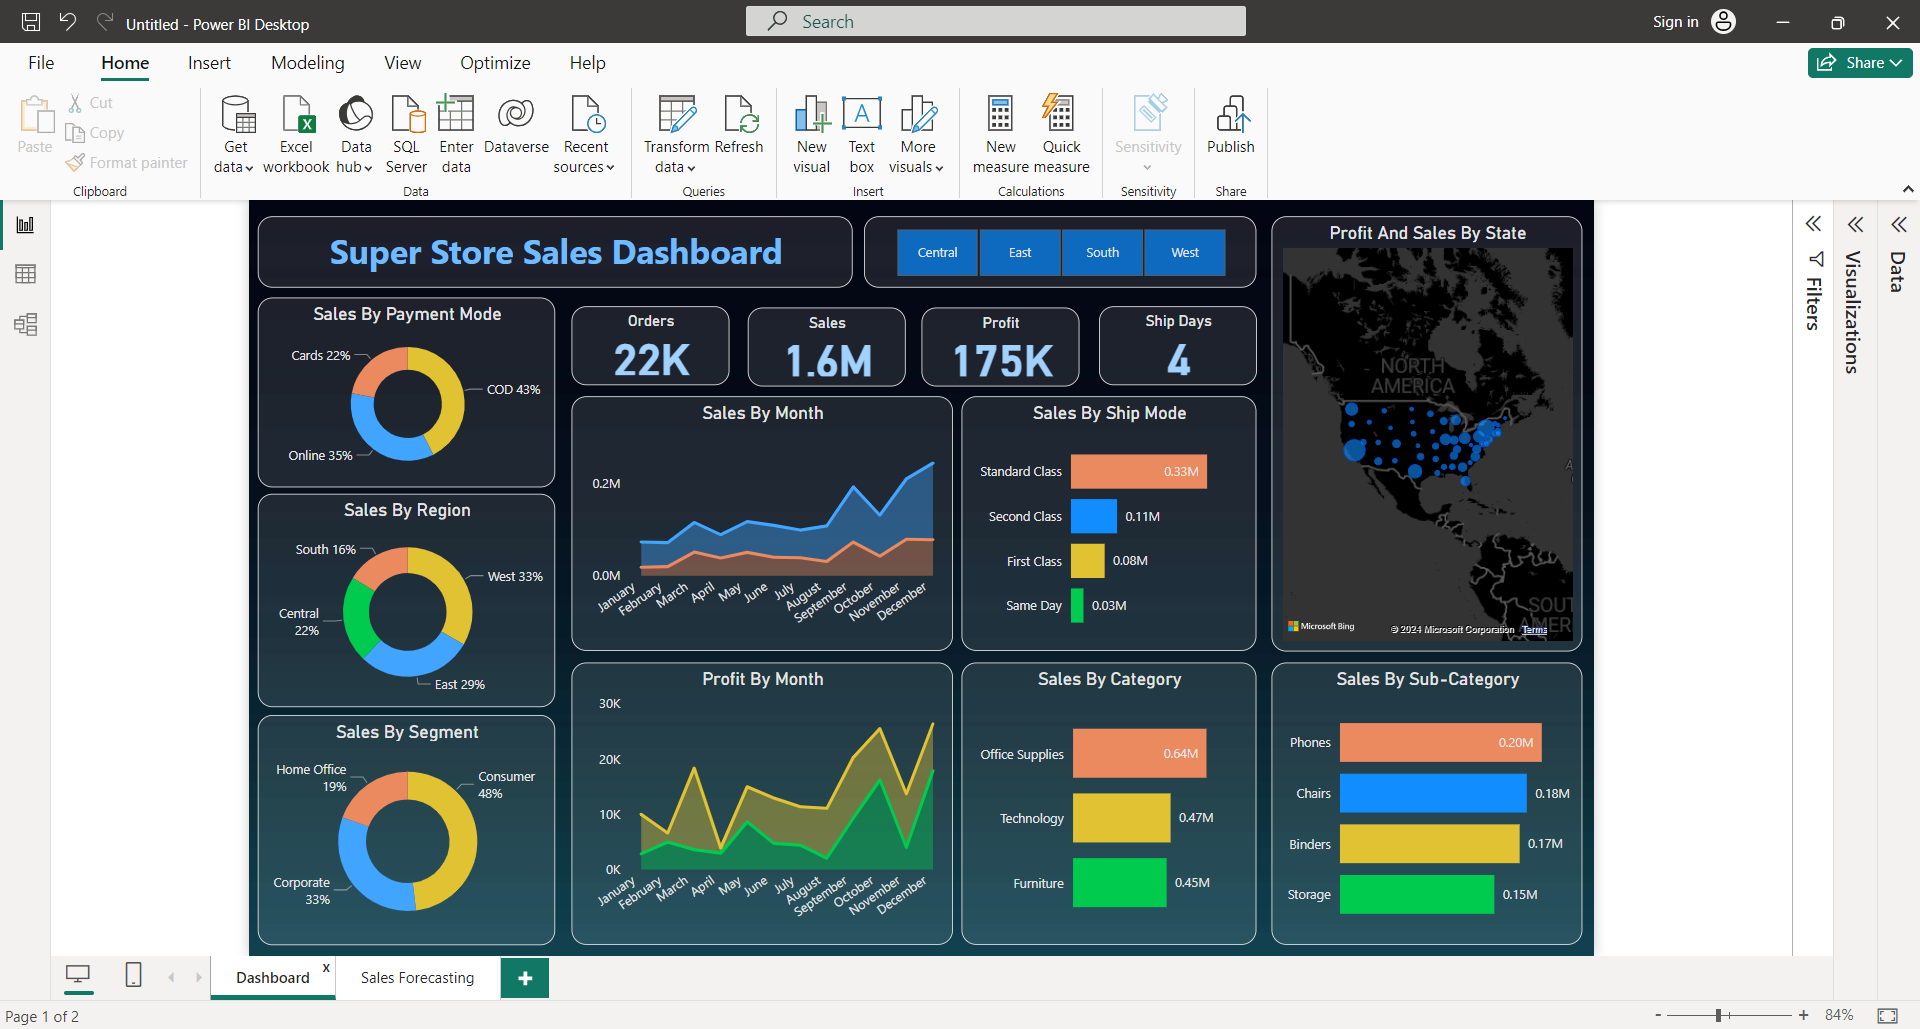 Untitled - Power BI Desktop
Search
Sign in
File Home Insert Modeling View Optimize Help
Share
Paste
Cut
Copy
Format painter
Clipboard
Get data
Excel workbook
Data hub
SQL Server
Enter data
Dataverse
Recent sources
Data
Transform data
Refresh
Queries
New visual
Text box
More visuals
Insert
New measure
Quick measure
Calculations
Sensitivity
Sensitivity
Publish
Share
Super Store Sales Dashboard
Central East South West
Sales By Payment Mode
Cards 22%
COD 43%
Online 35%
Orders
22K
Sales
1.6M
Profit
175K
Ship Days
4
Profit And Sales By State
NORTH
AMERICA
SOUT
AMER
A
Microsoft Bing
© 2024 Microsoft Corporation Terms
Sales By Region
South 16%
West 33%
Central
22%
East 29%
Sales By Month
0.2M
0.0M
January February March April May June July August September October November December
Sales By Ship Mode
Standard Class 0.33M
Second Class 0.11M
First Class 0.08M
Same Day 0.03M
Sales By Segment
Home Office
19%
Consumer
48%
Corporate
33%
Profit By Month
30K
20K
10K
0K
January February March April May June July August September October November December
Sales By Category
Office Supplies 0.64M
Technology 0.47M
Furniture 0.45M
Sales By Sub-Category
Phones 0.20M
Chairs 0.18M
Binders 0.17M
Storage 0.15M
Filters
Visualizations
Data
Dashboard x
Sales Forecasting
+
Page 1 of 2
- + 84%